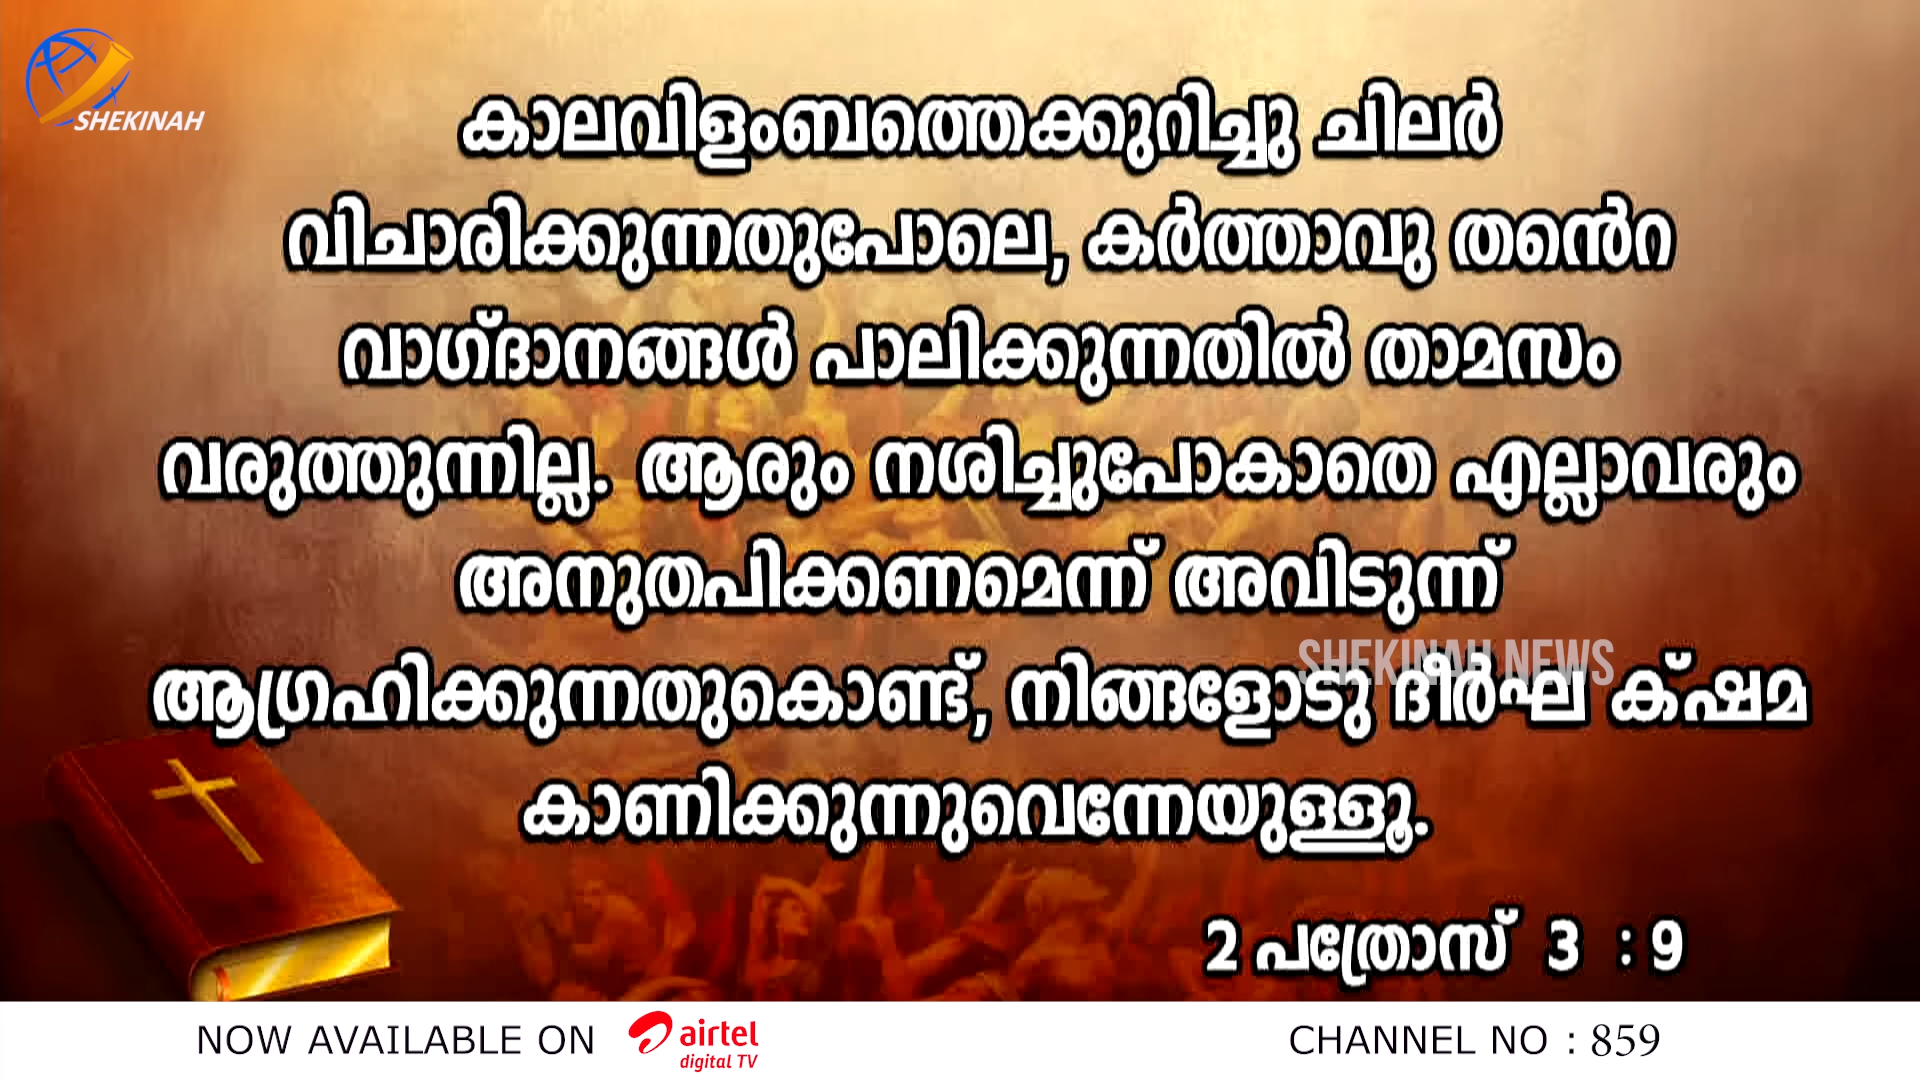 SHEKINAH
കാലവിളംബത്തെക്കുറിച്ചു ചിലർ
വിചാരിക്കുന്നതുപോലെ, കർത്താവു തൻെറ
വാഗ്ദാനങ്ങൾ പാലിക്കുന്നതിൽ താമസം
വരുത്തുന്നില്ല. ആരും നശിച്ചുപോകാതെ എല്ലാവരും
അനുതപിക്കണമെന്ന് അവിടുന്ന്
SHEKINAH NEWS
ആഗ്രഹിക്കുന്നതുകൊണ്ട്, നിങ്ങളോടു ദീർഘ ക്ഷമ
കാണിക്കുന്നുവെന്നേയുള്ളൂ.
2 പത്രോസ് 3 : 9
NOW AVAILABLE ON airtel digital TV CHANNEL NO : 859